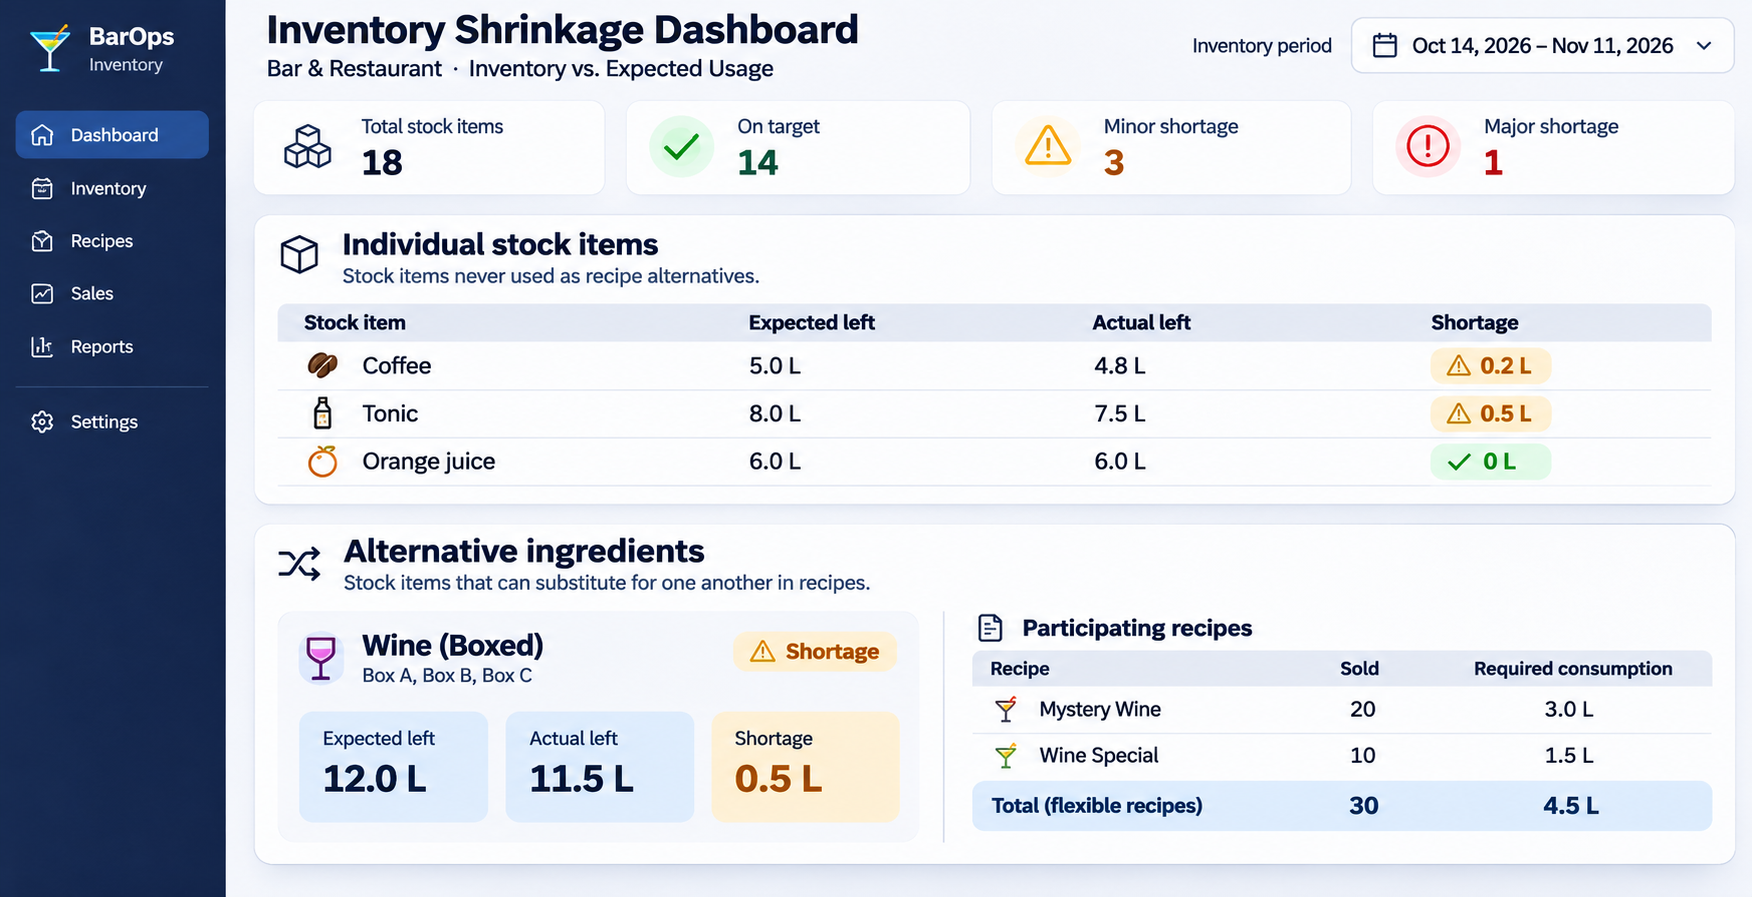 BarOps
Inventory
Dashboard
Inventory
Recipes
Sales
Reports
Settings
Inventory Shrinkage Dashboard
Bar & Restaurant · Inventory vs. Expected Usage
Inventory period
Oct 14, 2026 – Nov 11, 2026
Total stock items
18
On target
14
Minor shortage
3
Major shortage
1
Individual stock items
Stock items never used as recipe alternatives.
Stock item Expected left Actual left Shortage
Coffee 5.0 L 4.8 L 0.2 L
Tonic 8.0 L 7.5 L 0.5 L
Orange juice 6.0 L 6.0 L 0 L
Alternative ingredients
Stock items that can substitute for one another in recipes.
Wine (Boxed)
Box A, Box B, Box C
Shortage
Expected left
12.0 L
Actual left
11.5 L
Shortage
0.5 L
Participating recipes
Recipe Sold Required consumption
Mystery Wine 20 3.0 L
Wine Special 10 1.5 L
Total (flexible recipes) 30 4.5 L